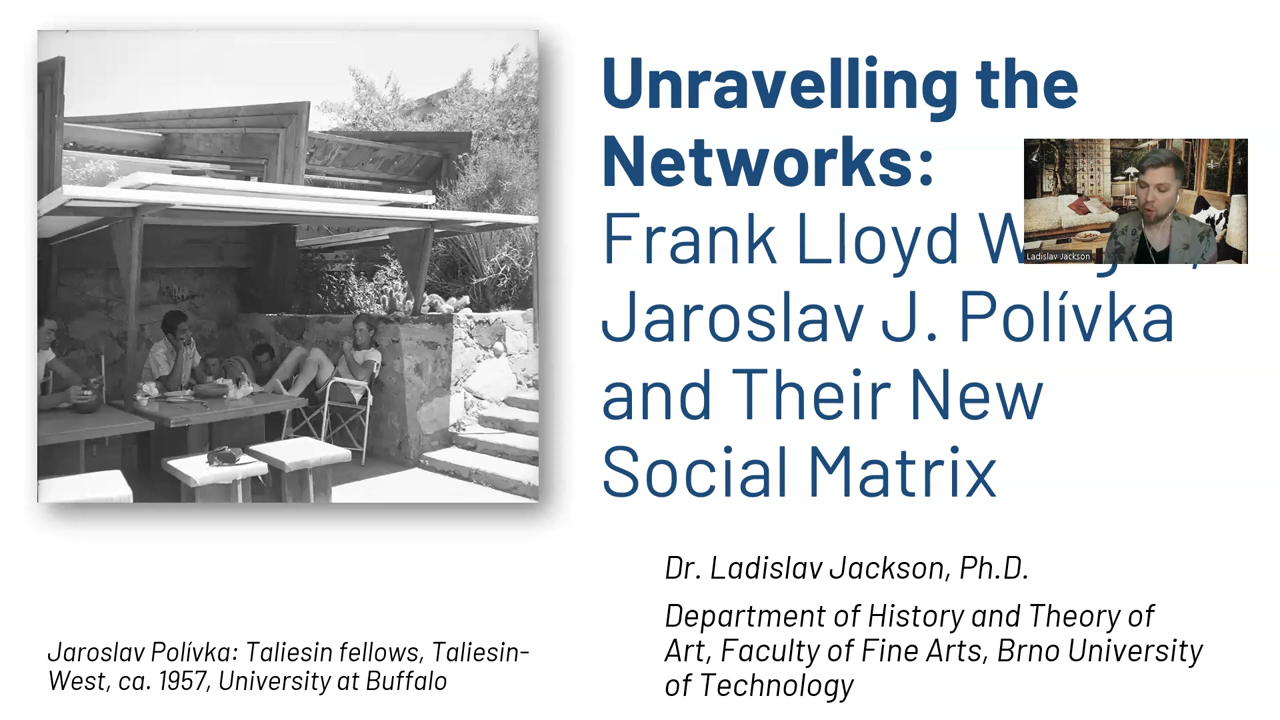 Unravelling the
Networks:
Frank Lloyd
Ladislav Jackson
Jaroslav J. Polívka
and Their New
Social Matrix
Dr. Ladislav Jackson, Ph.D.
Department of History and Theory of
Art, Faculty of Fine Arts, Brno University
of Technology
Jaroslav Polívka: Taliesin fellows, Taliesin-
West, ca. 1957, University at Buffalo